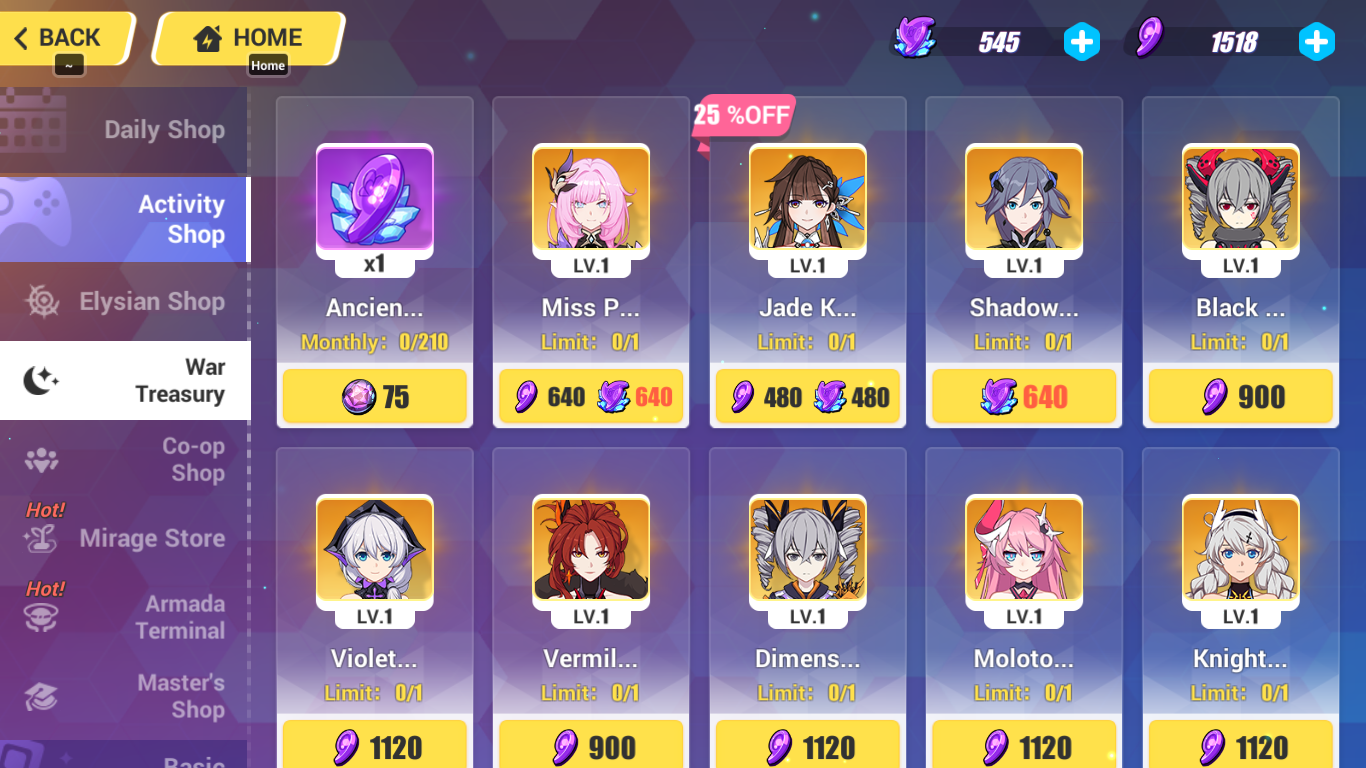 BACK
~
HOME
Home
545
1518
Daily Shop
Activity
Shop
Elysian Shop
War
Treasury
Co-op
Shop
Hot!
Mirage Store
Hot!
Armada
Terminal
Master's
Shop
Basic
x1
Ancien...
Monthly: 0/210
75
LV.1
Miss P...
Limit: 0/1
640 640
25 %OFF
LV.1
Jade K...
Limit: 0/1
480 480
LV.1
Shadow...
Limit: 0/1
640
LV.1
Black ...
Limit: 0/1
900
LV.1
Violet...
Limit: 0/1
1120
LV.1
Vermil...
Limit: 0/1
900
LV.1
Dimens...
Limit: 0/1
1120
LV.1
Moloto...
Limit: 0/1
1120
LV.1
Knight...
Limit: 0/1
1120